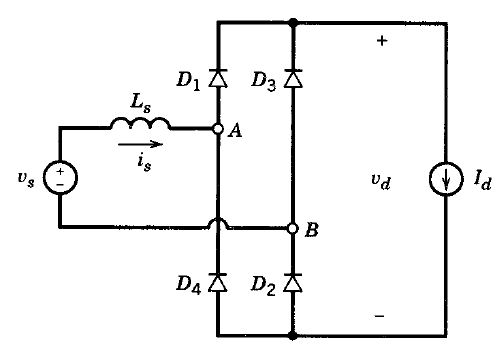 +
D1 D3
Ls
A
is
vs + − vd Id
B
D4 D2
−